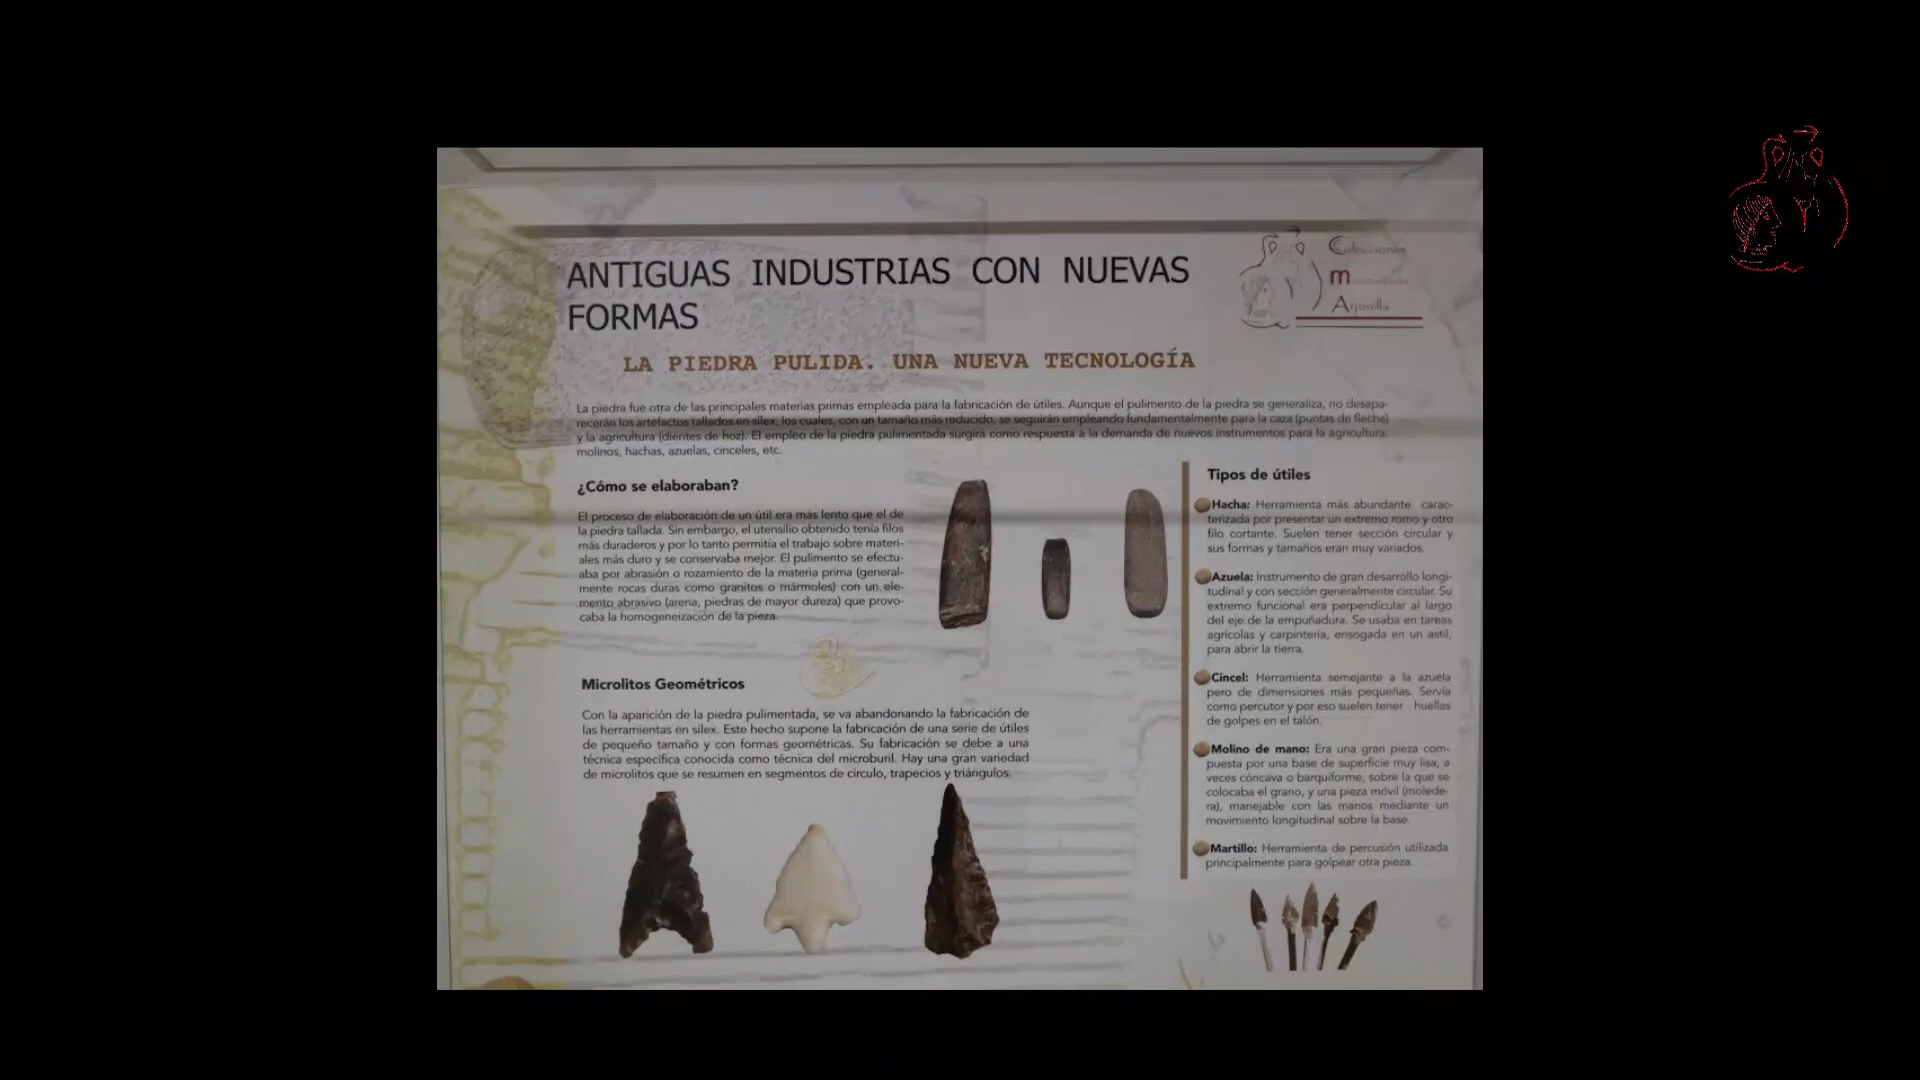 ANTIGUAS INDUSTRIAS CON NUEVAS
FORMAS
Colecciones
m
Arjonilla
LA PIEDRA PULIDA. UNA NUEVA TECNOLOGÍA
La piedra fue otra de las principales materias primas empleada para la fabricación de útiles. Aunque el pulimento de la piedra se generaliza, no desapa-
recerán los artefactos tallados en sílex, los cuales, con un tamaño más reducido, se seguirán empleando fundamentalmente para la caza (puntas de flecha)
y la agricultura (dientes de hoz). El empleo de la piedra pulimentada surgirá como respuesta a la demanda de nuevos instrumentos para la agricultura:
molinos, hachas, azuelas, cinceles, etc.
¿Cómo se elaboraban?
El proceso de elaboración de un útil era más lento que el de
la piedra tallada. Sin embargo, el utensilio obtenido tenía filos
más duraderos y por lo tanto permitía el trabajo sobre materi-
ales más duro y se conservaba mejor. El pulimento se efectu-
aba por abrasión o rozamiento de la materia prima (general-
mente rocas duras como granitos o mármoles) con un ele-
mento abrasivo (arena, piedras de mayor dureza) que provo-
caba la homogeneización de la pieza.
Microlitos Geométricos
Con la aparición de la piedra pulimentada, se va abandonando la fabricación de
las herramientas en sílex. Este hecho supone la fabricación de una serie de útiles
de pequeño tamaño y con formas geométricas. Su fabricación se debe a una
técnica específica conocida como técnica del microburil. Hay una gran variedad
de microlitos que se resumen en segmentos de círculo, trapecios y triángulos.
Tipos de útiles
Hacha: Herramienta más abundante carac-
terizada por presentar un extremo romo y otro
filo cortante. Suelen tener sección circular y
sus formas y tamaños eran muy variados.
Azuela: Instrumento de gran desarrollo longi-
tudinal y con sección generalmente circular. Su
extremo funcional era perpendicular al largo
del eje de la empuñadura. Se usaba en tareas
agrícolas y carpintería, ensogada en un astil,
para abrir la tierra.
Cincel: Herramienta semejante a la azuela
pero de dimensiones más pequeñas. Servía
como percutor y por eso suelen tener huellas
de golpes en el talón.
Molino de mano: Era una gran pieza com-
puesta por una base de superficie muy lisa, a
veces cóncava o barquiforme, sobre la que se
colocaba el grano, y una pieza móvil (molede-
ra), manejable con las manos mediante un
movimiento longitudinal sobre la base.
Martillo: Herramienta de percusión utilizada
principalmente para golpear otra pieza.